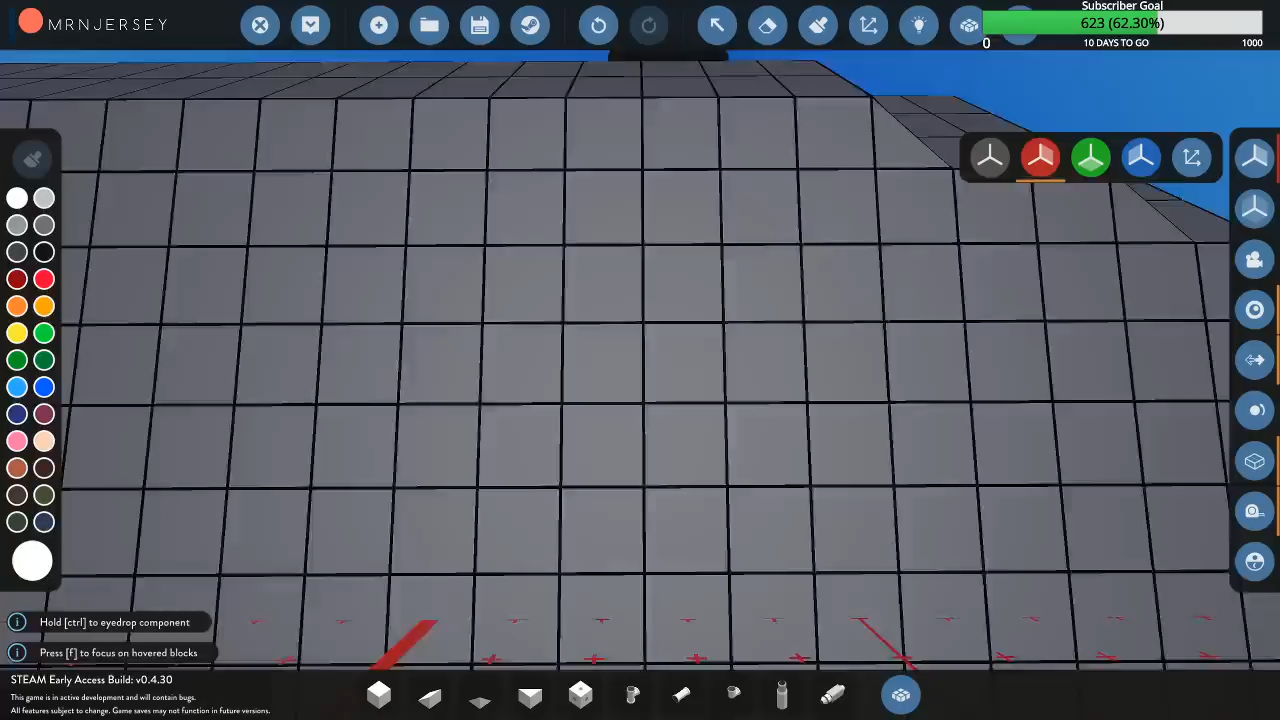 MRNJERSEY
Subscriber Goal
623 (62.30%)
0
10 DAYS TO GO
1000
Hold [ctrl] to eyedrop component
Press [f] to focus on hovered blocks
STEAM Early Access Build: v0.4.30
This game is in active development and will contain bugs.
All features subject to change. Game saves may not function in future versions.